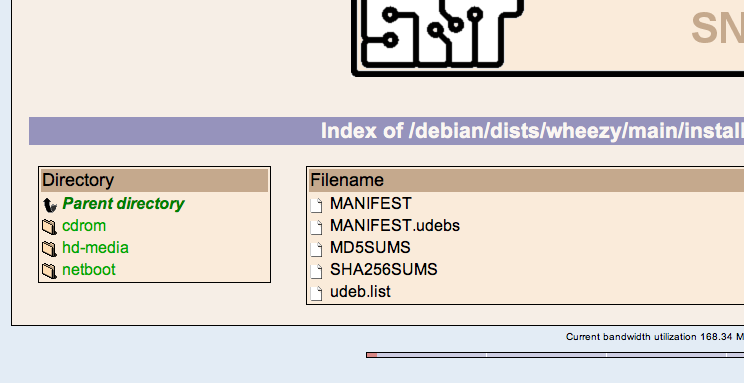 SN
Index of /debian/dists/wheezy/main/install
Directory
Parent directory
cdrom
hd-media
netboot
Filename
MANIFEST
MANIFEST.udebs
MD5SUMS
SHA256SUMS
udeb.list
Current bandwidth utilization 168.34 M